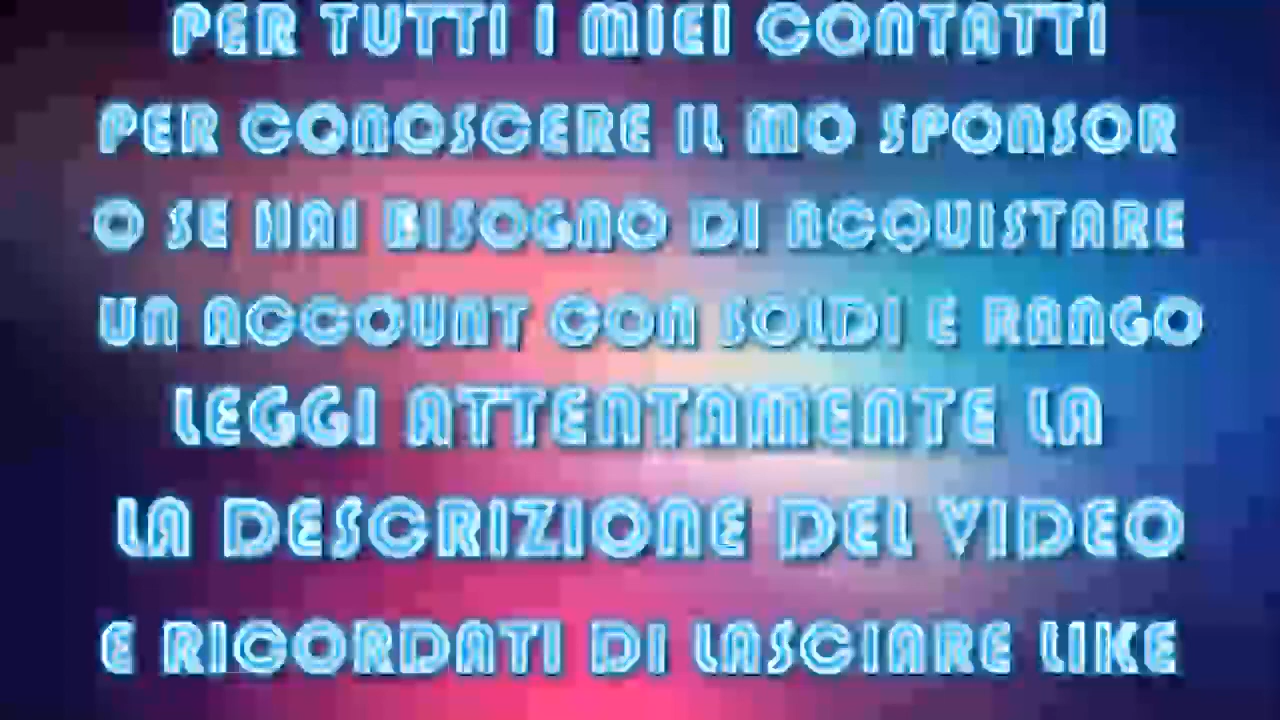 PER TUTTI I MIEI CONTATTI
PER CONOSCERE IL MO SPONSOR
O SE HAI BISOGNO DI ACQUISTARE
UN ACCOUNT CON SOLDI E RANGO
LEGGI ATTENTAMENTE LA
LA DESCRIZIONE DEL VIDEO
E RICORDATI DI LASCIARE LIKE